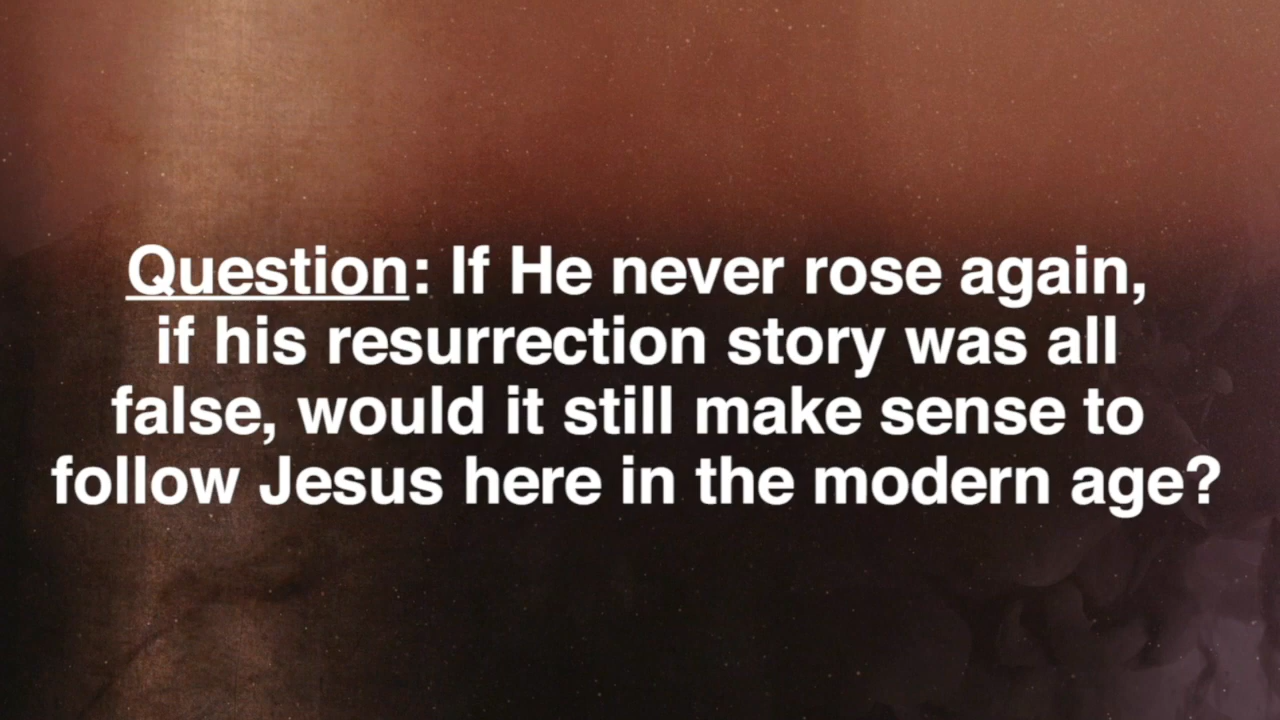 Question: If He never rose again,
if his resurrection story was all
false, would it still make sense to
follow Jesus here in the modern age?